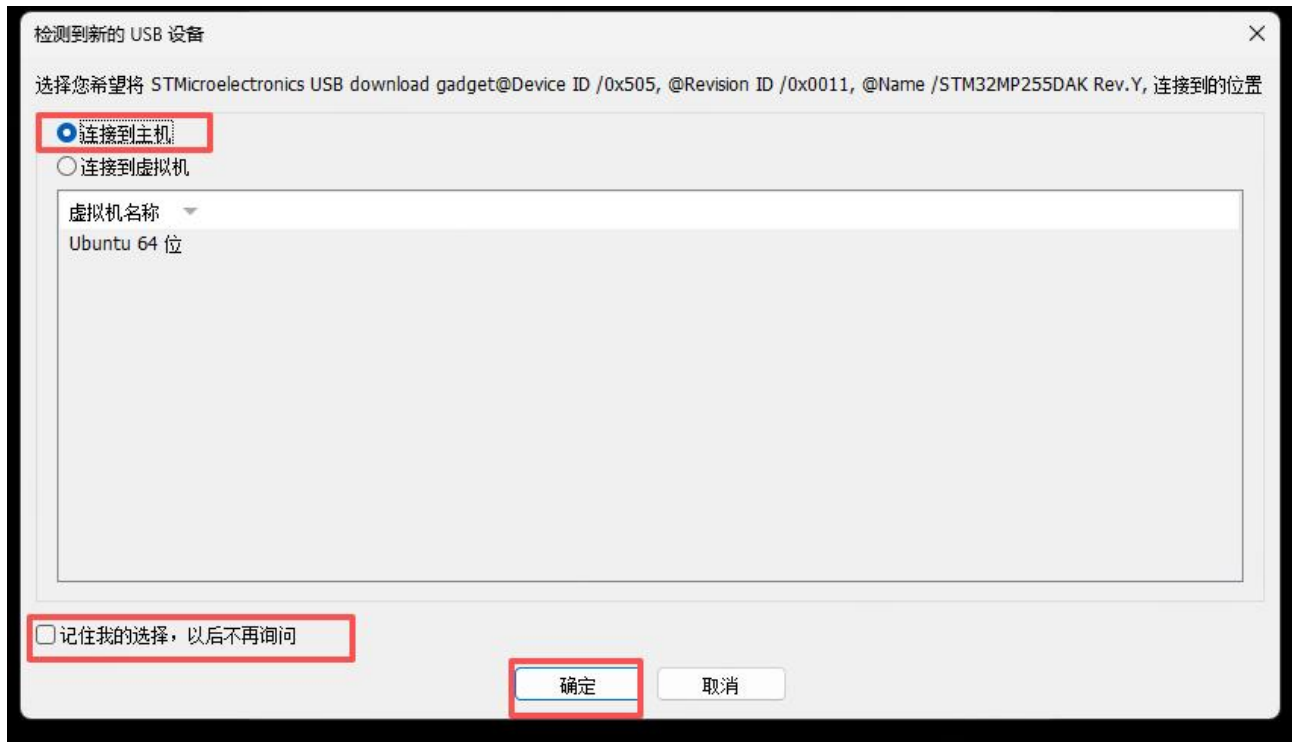 检测到新的 USB 设备
选择您希望将 STMicroelectronics USB download gadget@Device ID /0x505, @Revision ID /0x0011, @Name /STM32MP255DAK Rev.Y, 连接到的位置
连接到主机
连接到虚拟机
虚拟机名称
Ubuntu 64 位
记住我的选择，以后不再询问
确定 取消